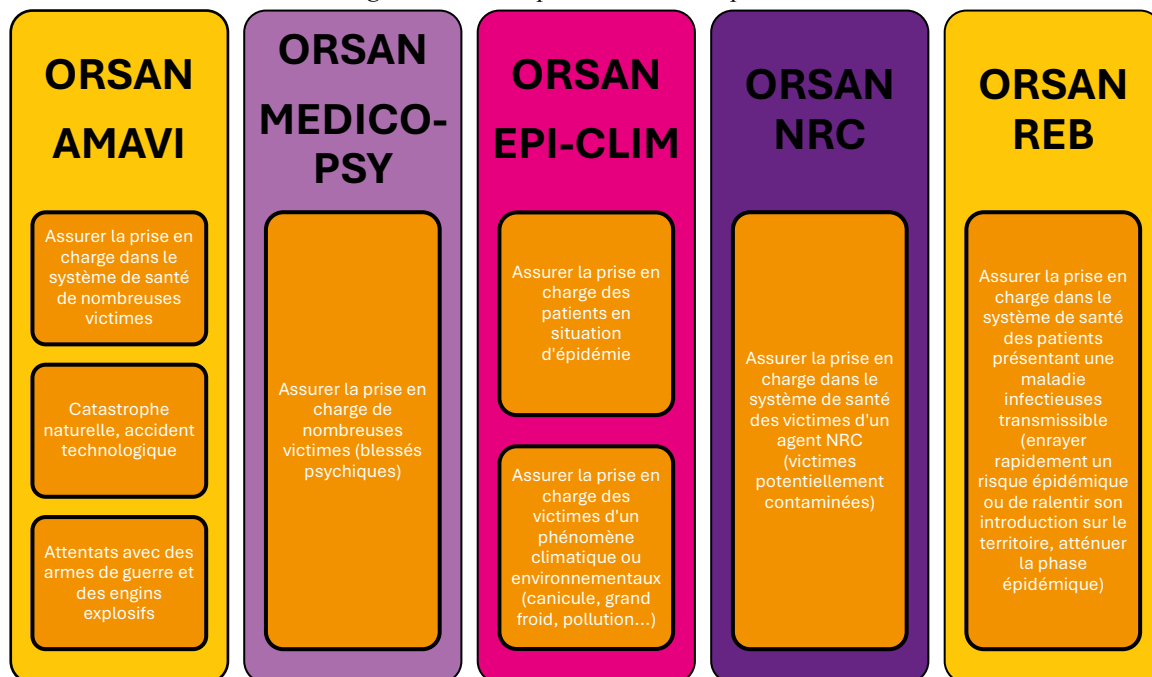 ORSAN
AMAVI
Assurer la prise en
charge dans le
système de santé
de nombreuses
victimes
Catastrophe
naturelle, accident
technologique
Attentats avec des
armes de guerre et
des engins
explosifs
ORSAN
MEDICO-
PSY
Assurer la prise en
charge de
nombreuses
victimes (blessés
psychiques)
ORSAN
EPI-CLIM
Assurer la prise en
charge des
patients en
situation
d'épidémie
Assurer la prise en
charge des
victimes d'un
phénomène
climatique ou
environnementaux
(canicule, grand
froid, pollution...)
ORSAN
NRC
Assurer la prise en
charge dans le
système de santé
des victimes d'un
agent NRC
(victimes
potentiellement
contaminées)
ORSAN
REB
Assurer la prise en
charge dans le
système de santé
des patients
présentant une
maladie
infectieuses
transmissible
(enrayer
rapidement un
risque épidémique
ou de ralentir son
introduction sur le
territoire, atténuer
la phase
épidémique)